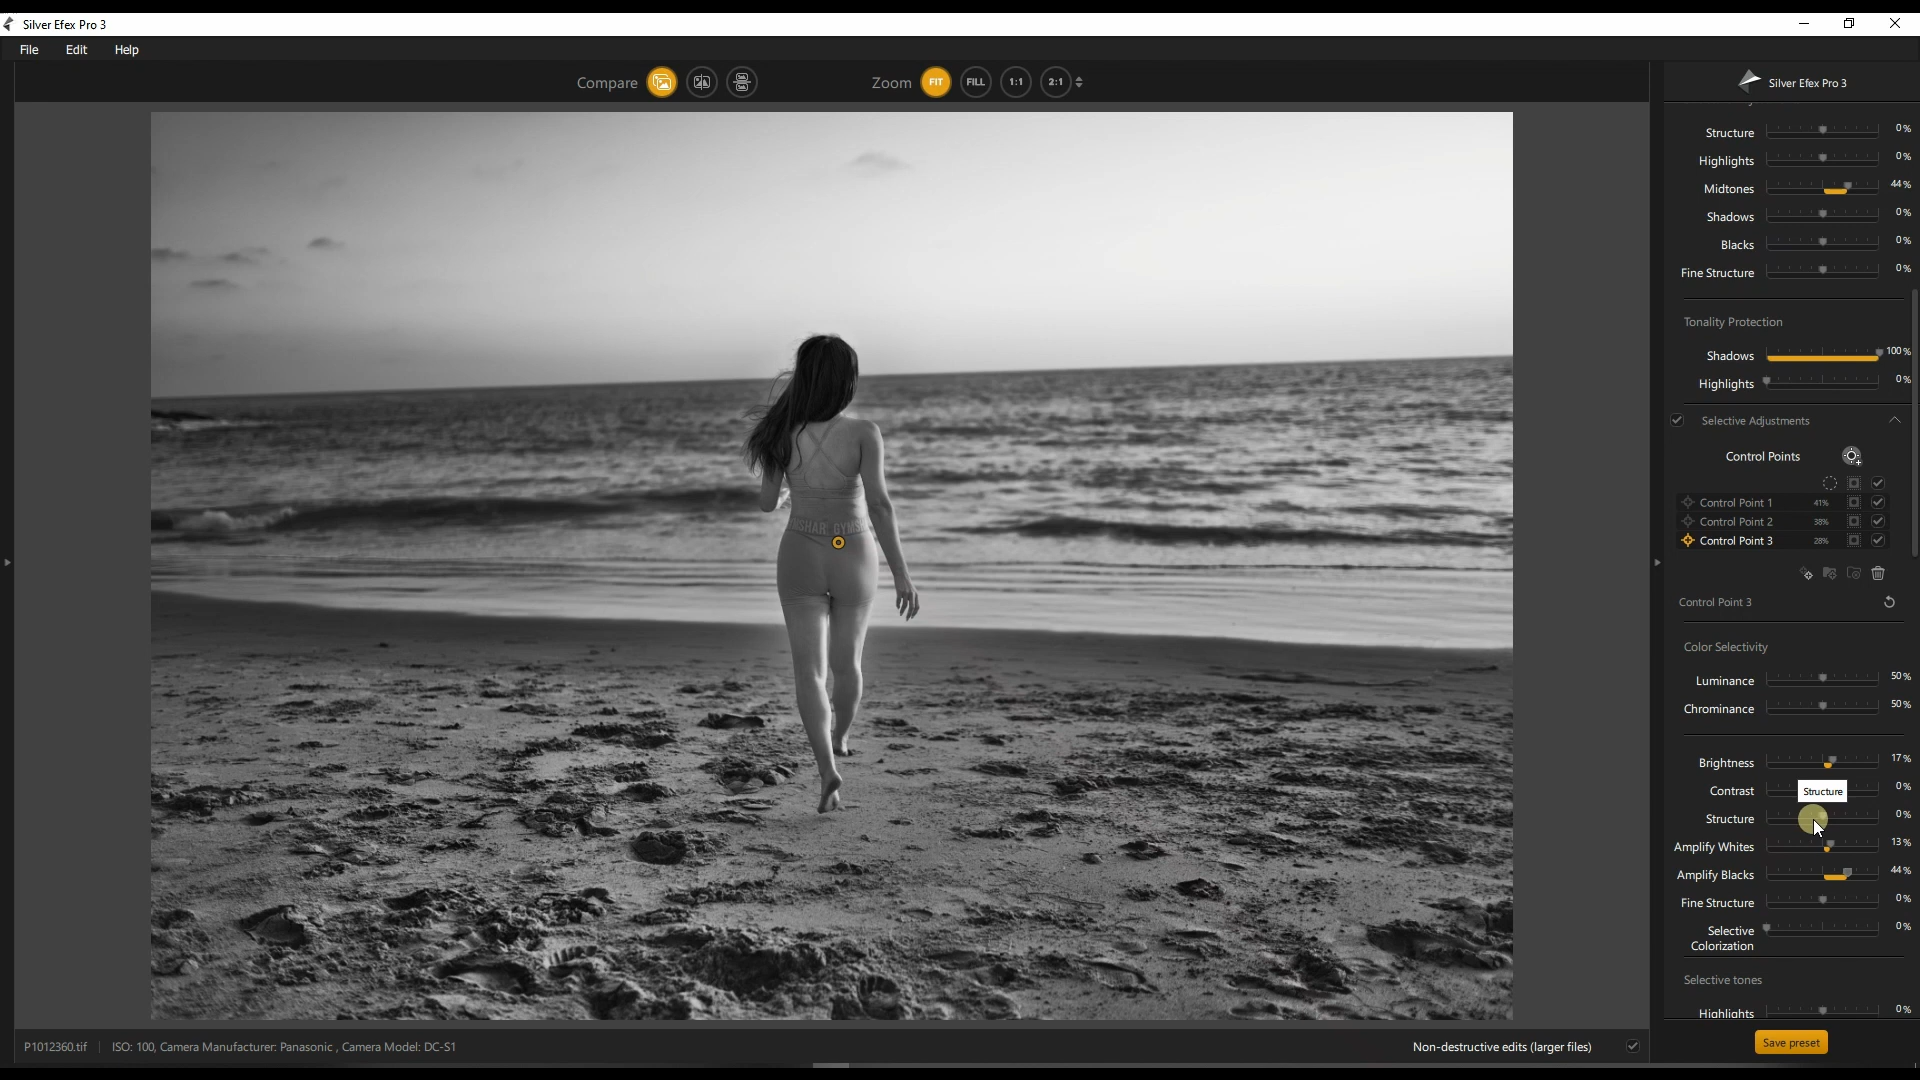 Silver Efex Pro 3
File Edit Help
Compare Zoom FIT FILL 1:1 2:1
Silver Efex Pro 3
Structure 0%
Highlights 0%
Midtones 44%
Shadows 0%
Blacks 0%
Fine Structure 0%
Tonality Protection
Shadows 100%
Highlights 0%
Selective Adjustments
Control Points
Control Point 1 41%
Control Point 2 38%
Control Point 3 28%
Control Point 3
Color Selectivity
Luminance 50%
Chrominance 50%
Brightness 17%
Contrast 0%
Structure
Structure 0%
Amplify Whites 13%
Amplify Blacks 44%
Fine Structure 0%
Selective 0%
Colorization
Selective tones
Highlights 0%
Save preset
P1012360.tif ISO: 100, Camera Manufacturer: Panasonic , Camera Model: DC-S1
Non-destructive edits (larger files)